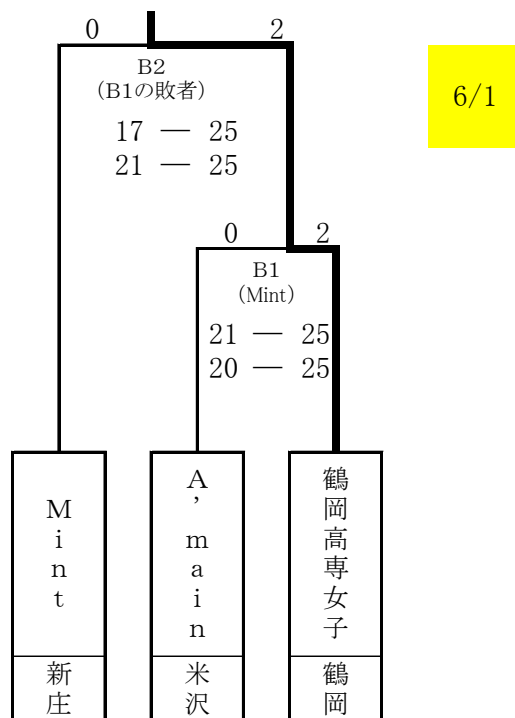 0 2
B2
(B1の敗者)
17 ― 25
21 ― 25
6/1
0 2
B1
(Mint)
21 ― 25
20 ― 25
Mint
A’main
鶴岡高専女子
新庄
米沢
鶴岡